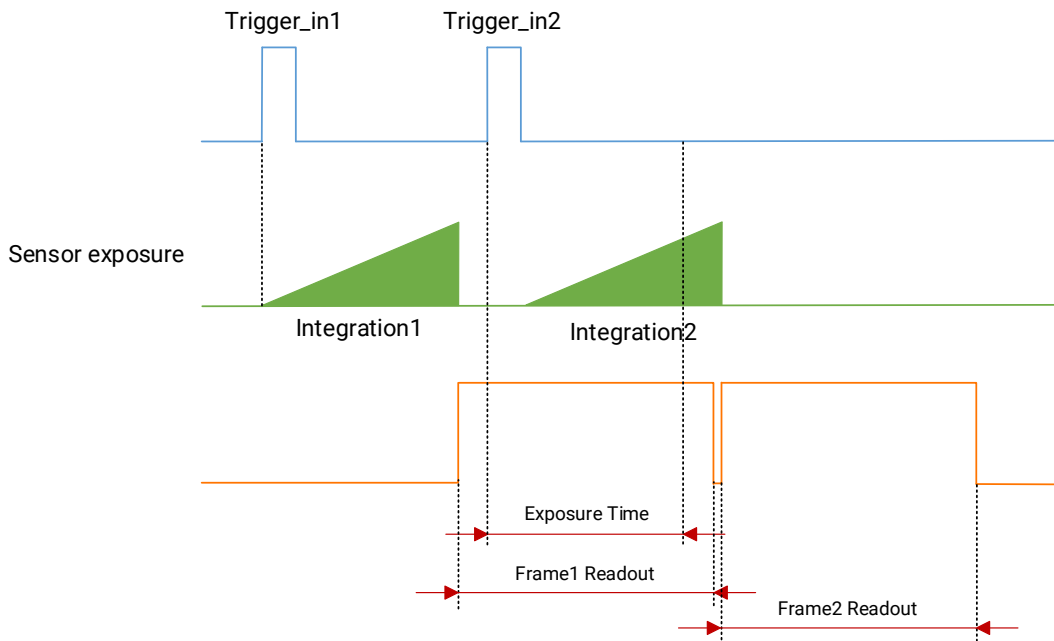 Trigger_in1
Trigger_in2
Sensor exposure
Integration1
Integration2
Exposure Time
Frame1 Readout
Frame2 Readout